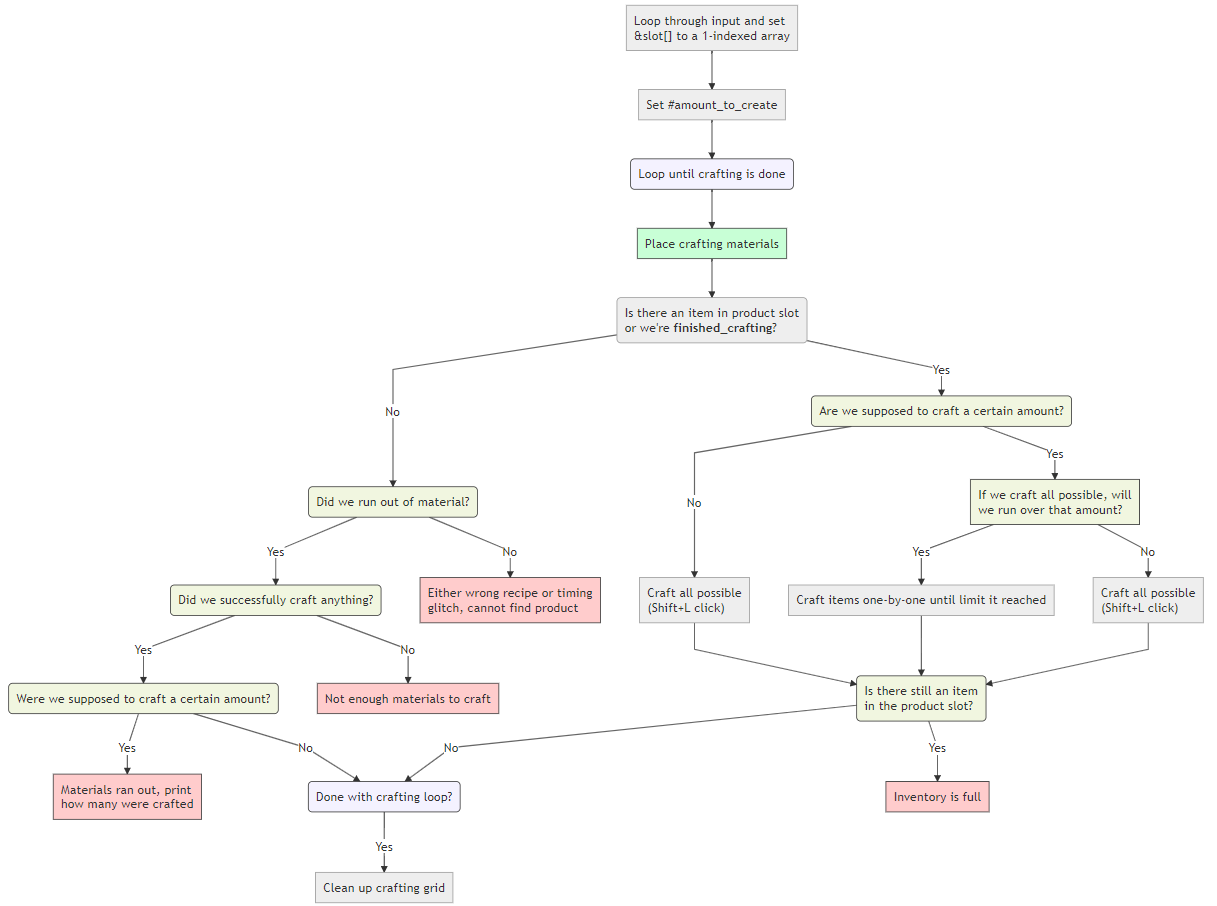 Loop through input and set
&slot[] to a 1-indexed array
Set #amount_to_create
Loop until crafting is done
Place crafting materials
Is there an item in product slot
or we're finished_crafting?
Yes
No
Are we supposed to craft a certain amount?
Yes
No
If we craft all possible, will
we run over that amount?
Did we run out of material?
Yes
No
Yes
No
Either wrong recipe or timing
glitch, cannot find product
Craft all possible
(Shift+L click)
Craft items one-by-one until limit it reached
Craft all possible
(Shift+L click)
Did we successfully craft anything?
Yes
No
Were we supposed to craft a certain amount?
Not enough materials to craft
Is there still an item
in the product slot?
Yes
No
No
Yes
Materials ran out, print
how many were crafted
Done with crafting loop?
Inventory is full
Yes
Clean up crafting grid